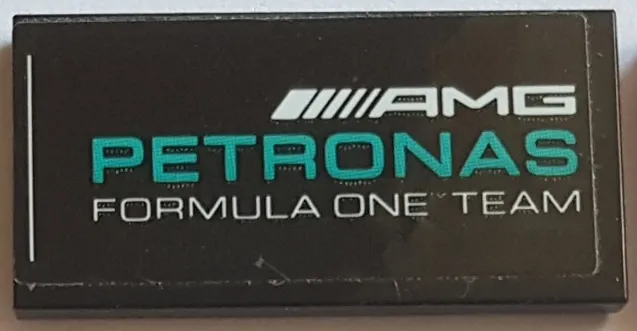 AMG
PETRONAS
FORMULA ONE TEAM